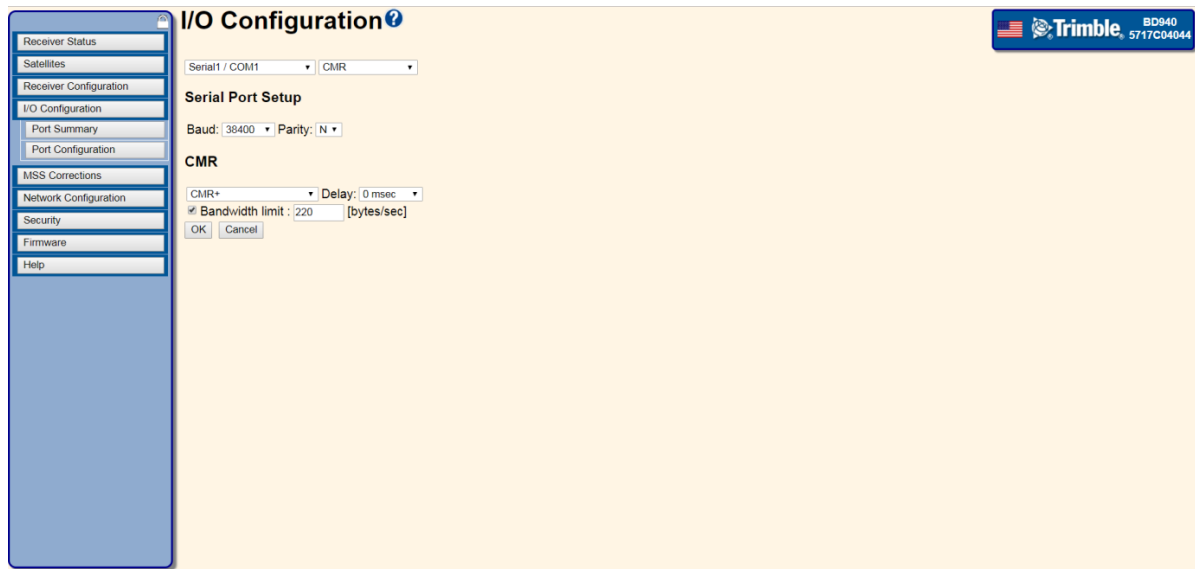 I/O Configuration?
Receiver Status
Satellites
Receiver Configuration
I/O Configuration
Port Summary
Port Configuration
MSS Corrections
Network Configuration
Security
Firmware
Help
Serial1 / COM1 CMR
Serial Port Setup
Baud: 38400 Parity: N
CMR
CMR+ Delay: 0 msec
Bandwidth limit : 220 [bytes/sec]
OK Cancel
Trimble® BD940
5717C04044